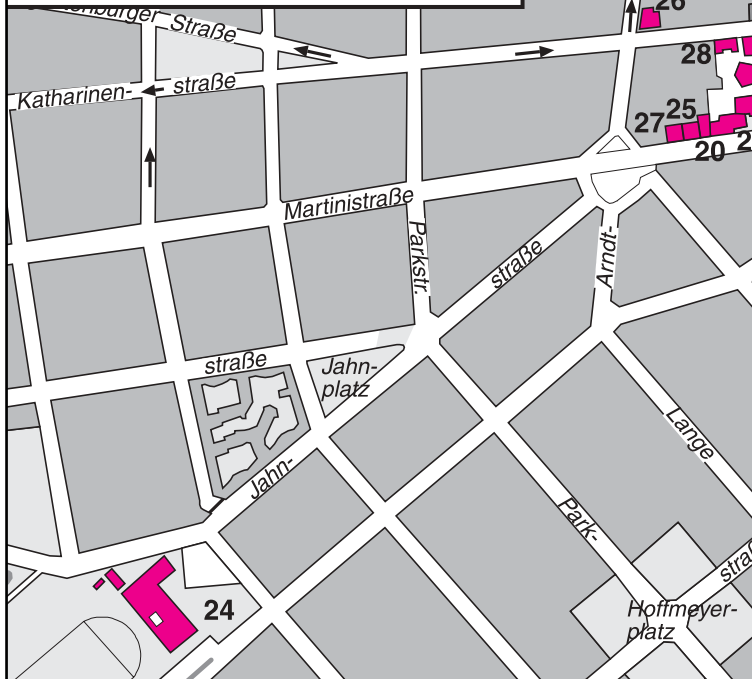 26
Straße
28
Katharinen- straße
27 25
20
Martinistraße
Parkstr.
straße
Arndt-
straße
Jahn-
platz
Lange
Jahn-
Park-
24
Hoffmeyer-
platz